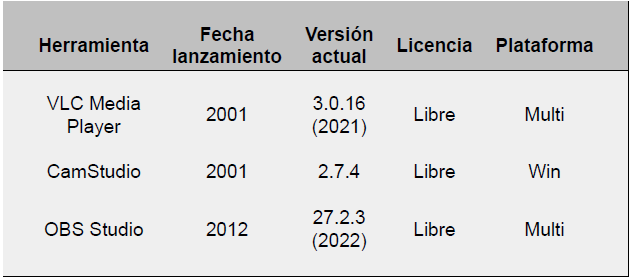 Herramienta Fecha lanzamiento Versión actual Licencia Plataforma
VLC Media Player 2001 3.0.16 (2021) Libre Multi
CamStudio 2001 2.7.4 Libre Win
OBS Studio 2012 27.2.3 (2022) Libre Multi